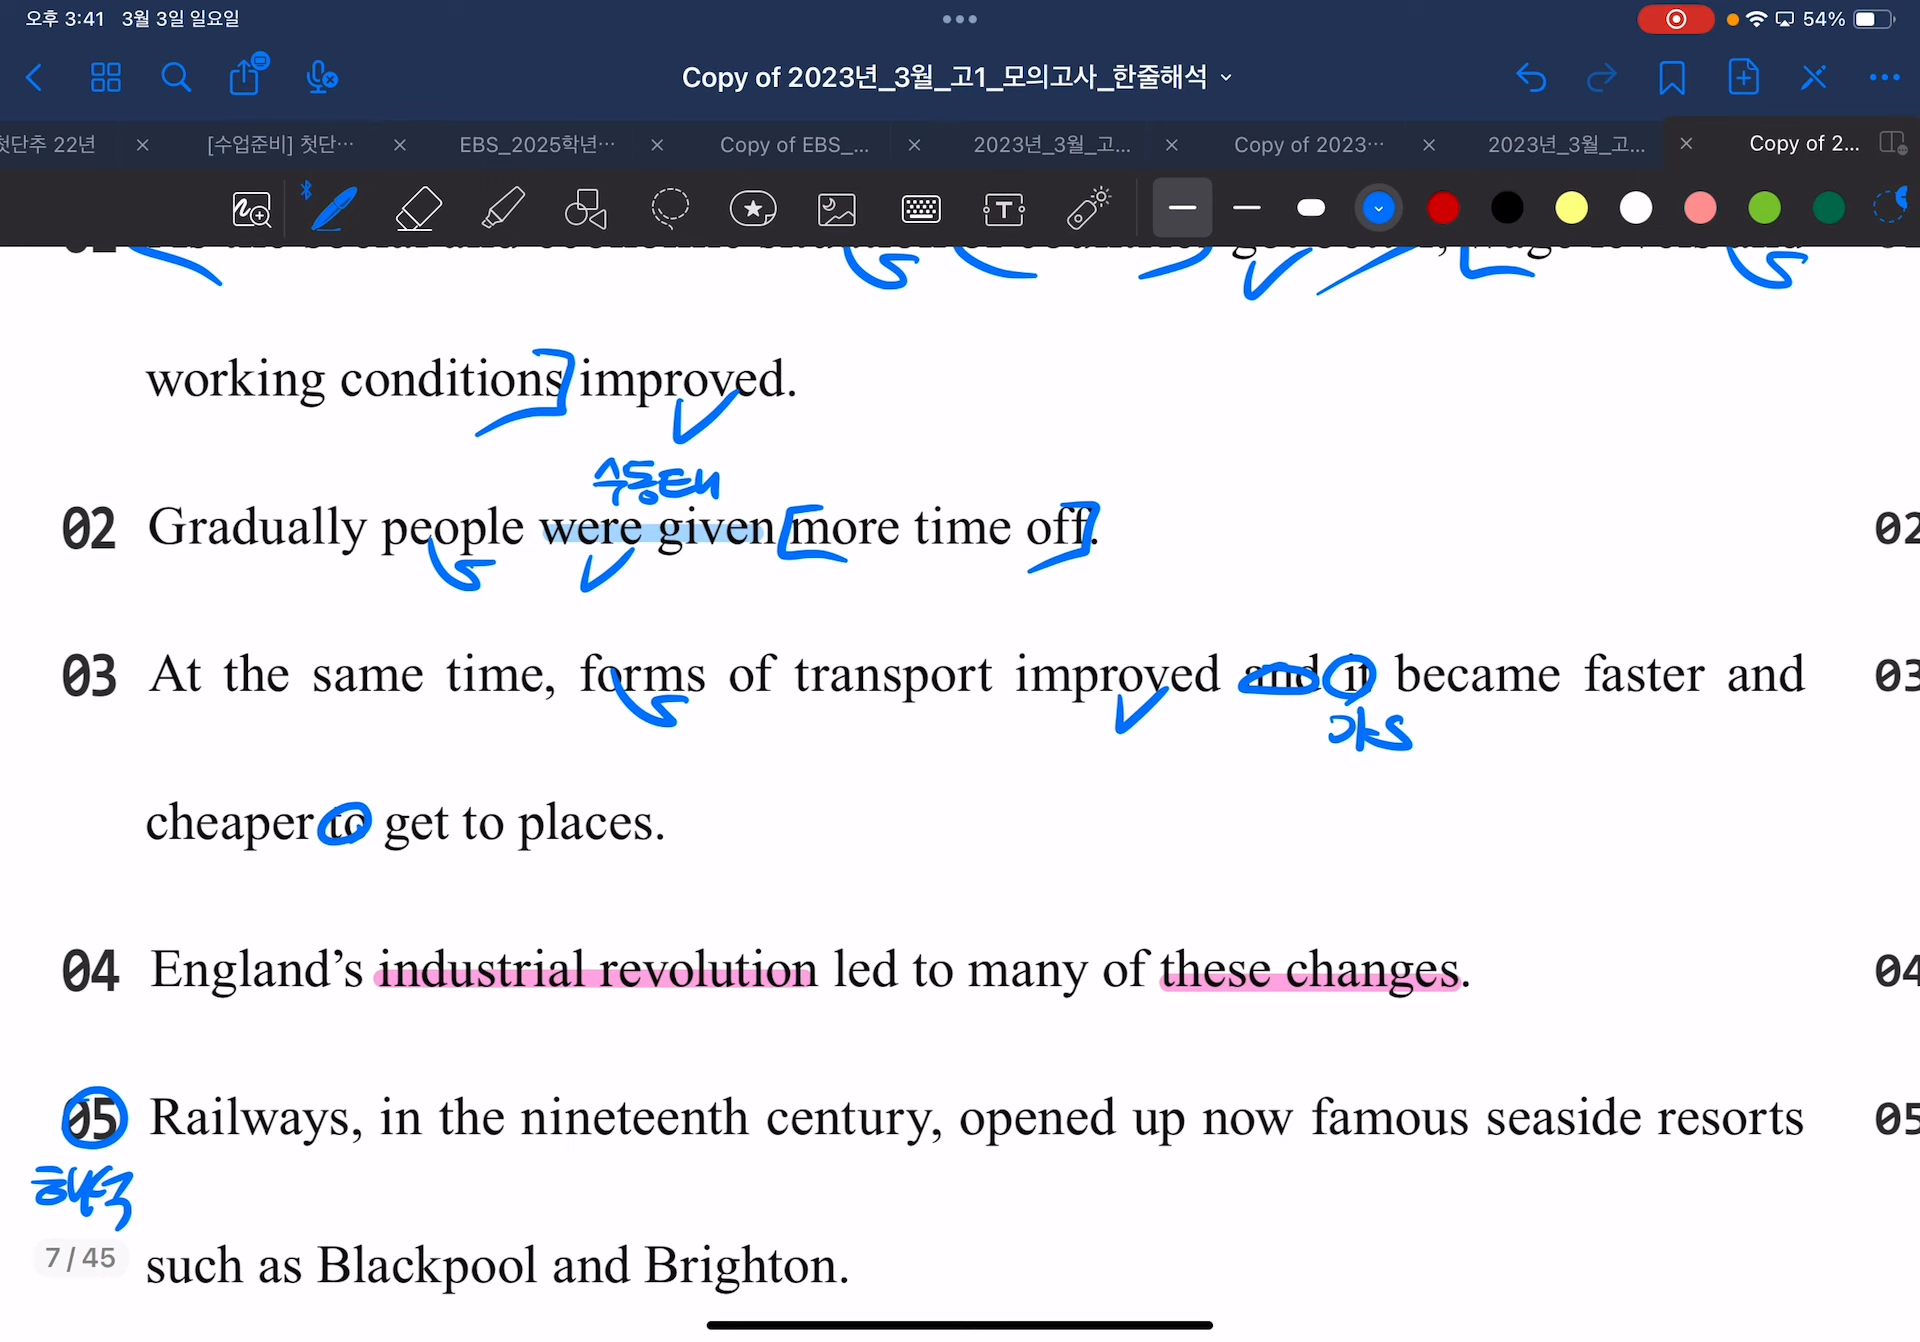 오후 3:41 3월 3일 일요일
54%
Copy of 2023년_3월_고1_모의고사_한줄해석
첫단추 22년
[수업준비] 첫단…
EBS_2025학년…
Copy of EBS_...
2023년_3월_고...
Copy of 2023…
2023년_3월_고...
Copy of 2...
working conditions improved.
수동태
02 Gradually people were given more time off. 02
03 At the same time, forms of transport improved and it became faster and 03
가S
cheaper to get to places.
04 England’s industrial revolution led to many of these changes. 04
05 Railways, in the nineteenth century, opened up now famous seaside resorts 05
해석
7 / 45
such as Blackpool and Brighton.